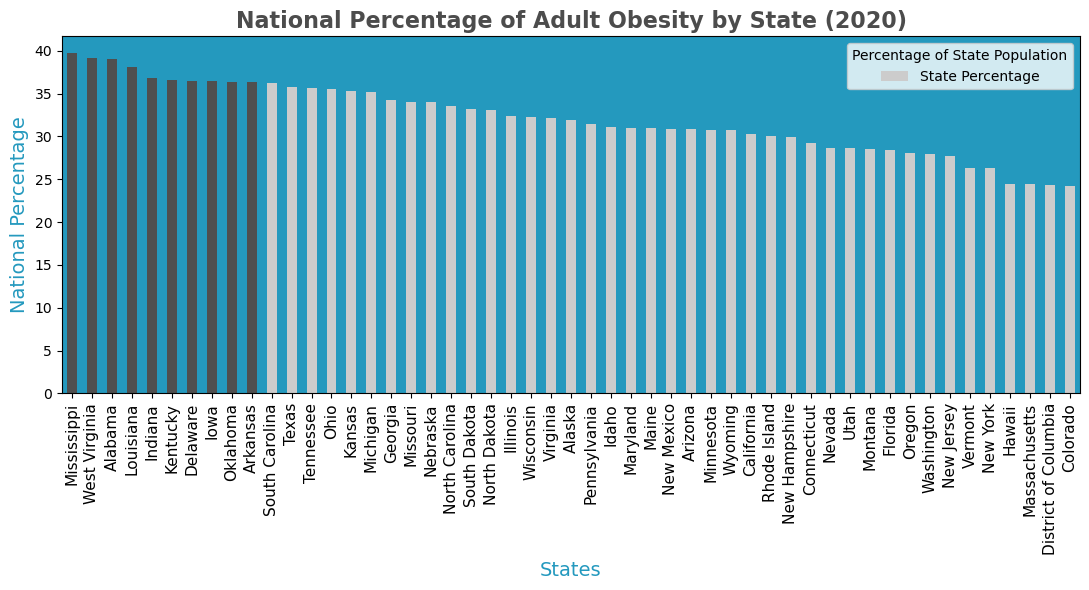 National Percentage of Adult Obesity by State (2020)
Percentage of State Population
State Percentage
National Percentage
40
35
30
25
20
15
10
5
0
Mississippi
West Virginia
Alabama
Louisiana
Indiana
Kentucky
Delaware
Iowa
Oklahoma
Arkansas
South Carolina
Texas
Tennessee
Ohio
Kansas
Michigan
Georgia
Missouri
Nebraska
North Carolina
South Dakota
North Dakota
Illinois
Wisconsin
Virginia
Alaska
Pennsylvania
Idaho
Maryland
Maine
New Mexico
Arizona
Minnesota
Wyoming
California
Rhode Island
New Hampshire
Connecticut
Nevada
Utah
Montana
Florida
Oregon
Washington
New Jersey
Vermont
New York
Hawaii
Massachusetts
District of Columbia
Colorado
States